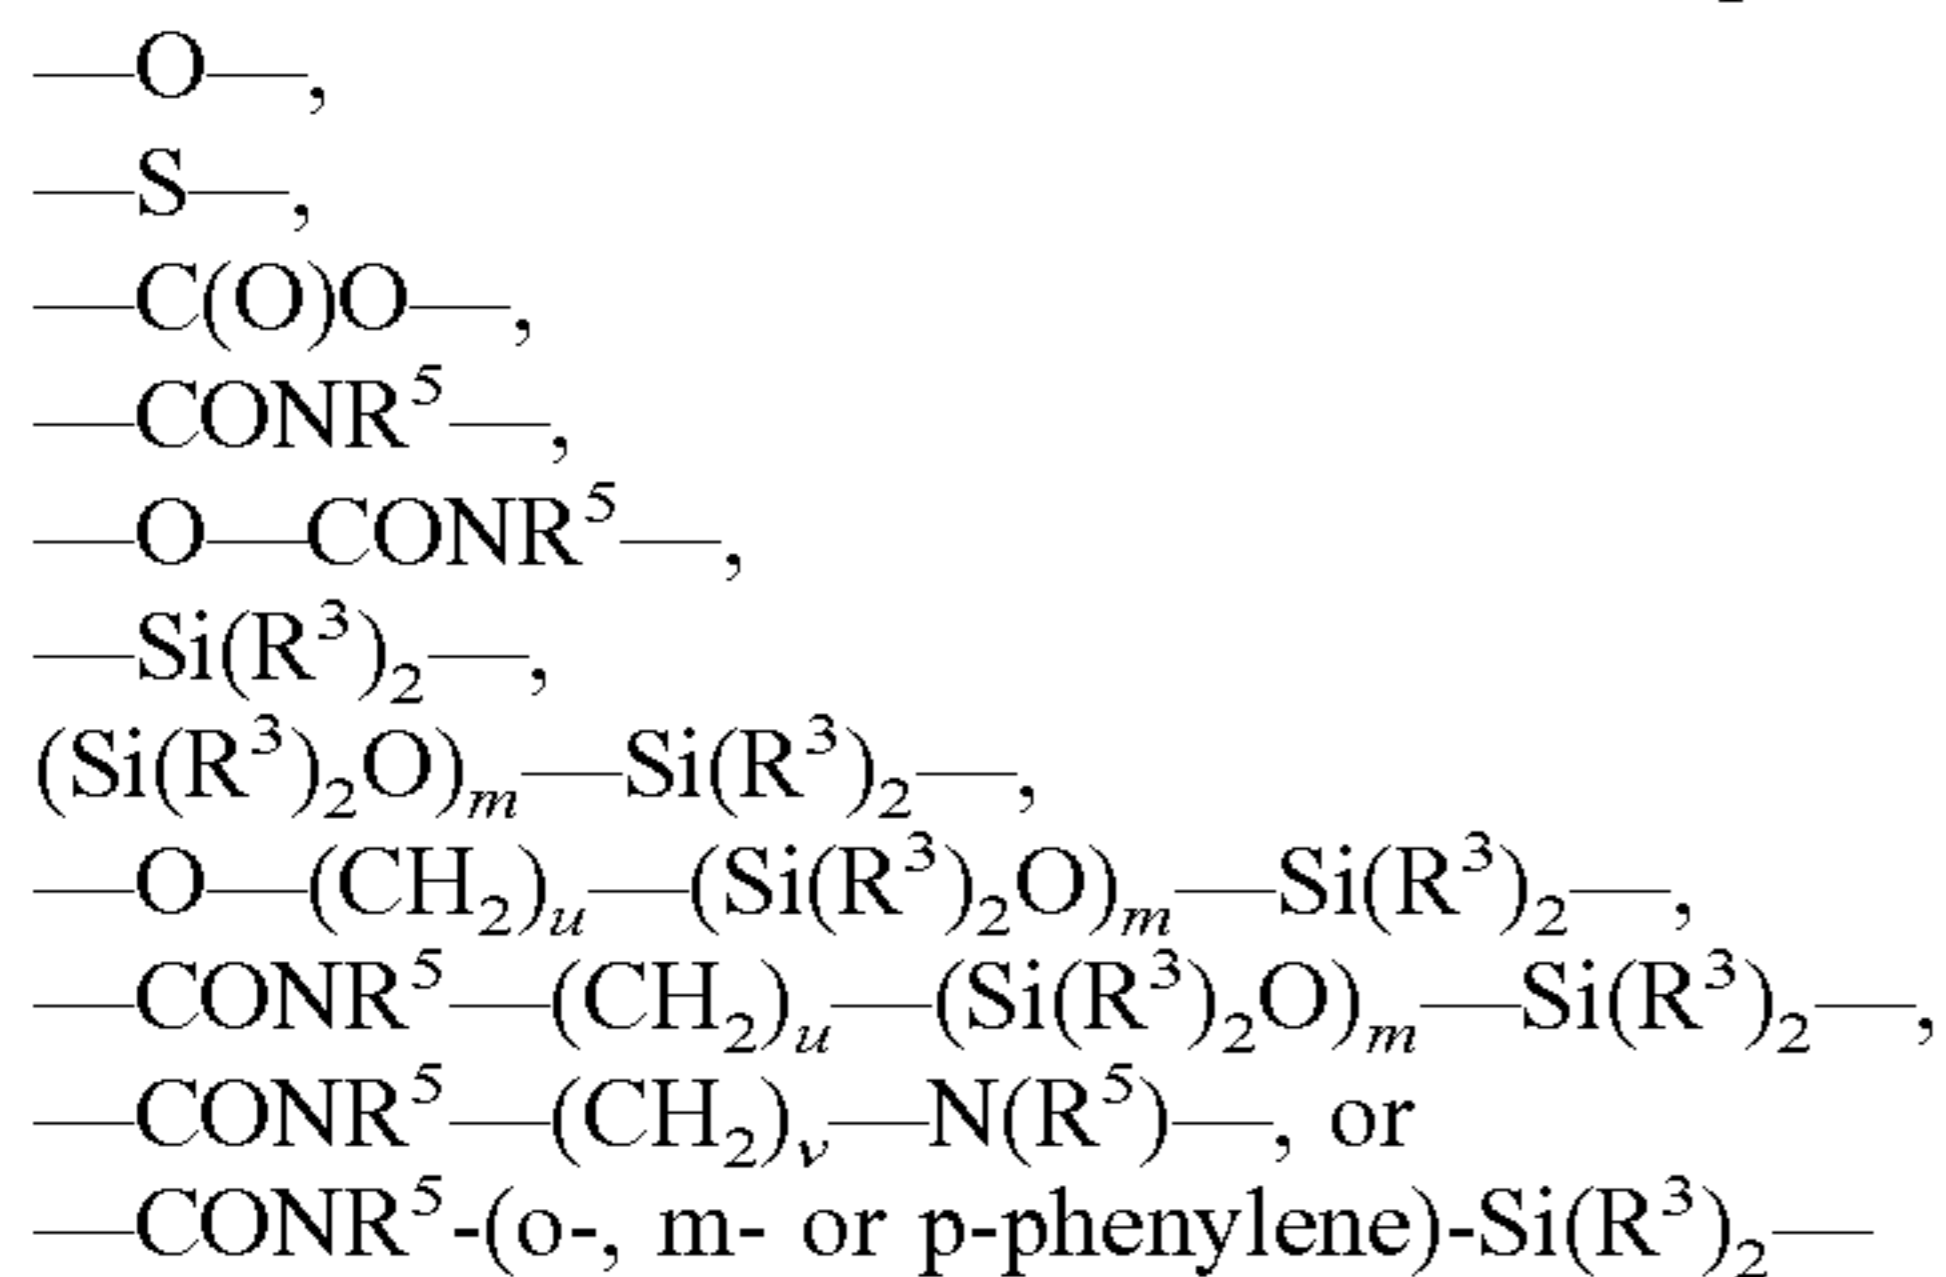 —O—,
—S—,
—C(O)O—,
—CONR⁵—,
—O—CONR⁵—,
—Si(R³)₂—,
(Si(R³)₂O)ₘ—Si(R³)₂—,
—O—(CH₂)ᵤ—(Si(R³)₂O)ₘ—Si(R³)₂—,
—CONR⁵—(CH₂)ᵤ—(Si(R³)₂O)ₘ—Si(R³)₂—,
—CONR⁵—(CH₂)ᵥ—N(R⁵)—, or
—CONR⁵-(o-, m- or p-phenylene)-Si(R³)₂—